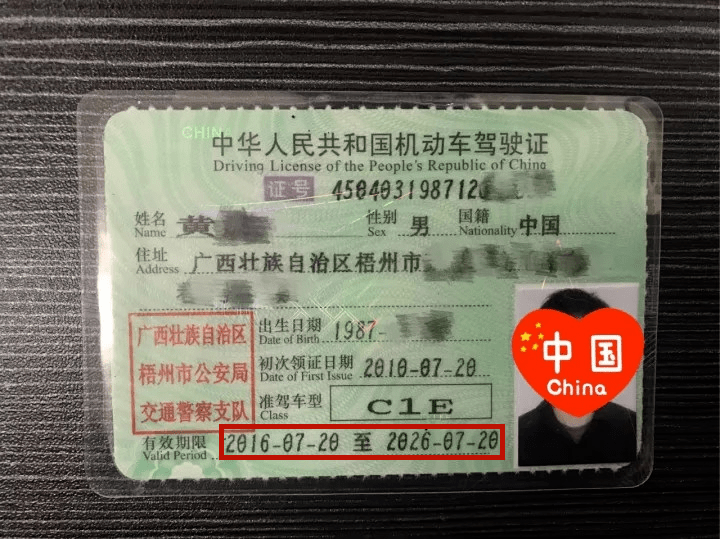 CHIN
中华人民共和国机动车驾驶证
Driving License of the People's Republic of China
证号 4504031987120
姓名 黄 性别 男 国籍 中国
Name Sex Nationality
住址 广西壮族自治区梧州市
Address
广西壮族自治区
梧州市公安局
交通警察支队
出生日期 1987-
Date of Birth
初次领证日期 2010-07-20
Date of First Issue
准驾车型 C1E
Class
有效期限 2016-07-20 至 2026-07-20
Valid Period
中国
China